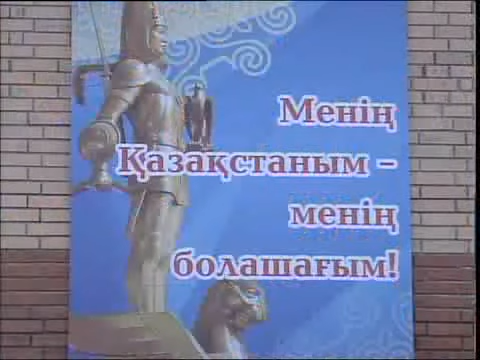 Менің
Қазақстаным –
менің
болашағым!